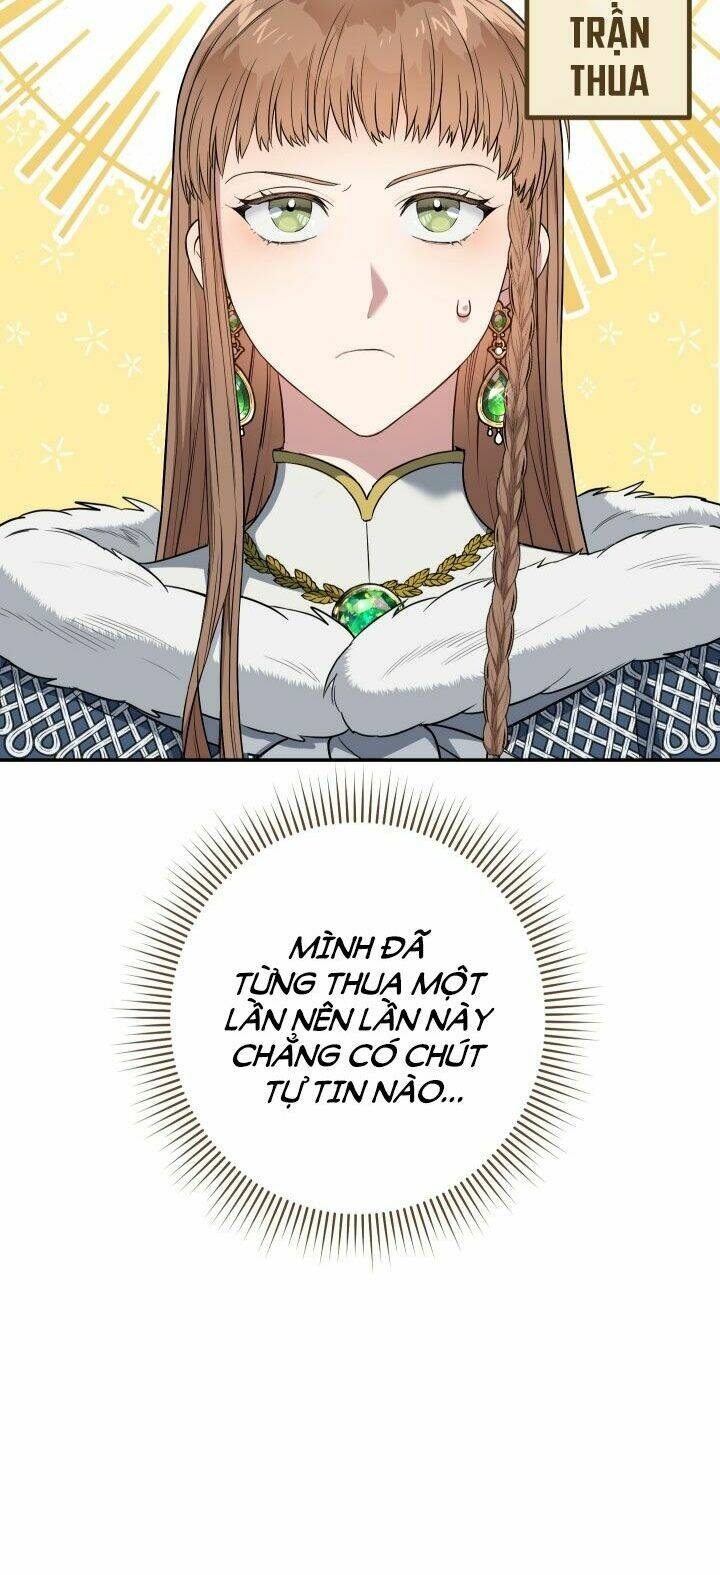 TRẬN
THUA
MÌNH ĐÃ
TỪNG THUA MỘT
LẦN NÊN LẦN NÀY
CHẲNG CÓ CHÚT
TỰ TIN NÀO...